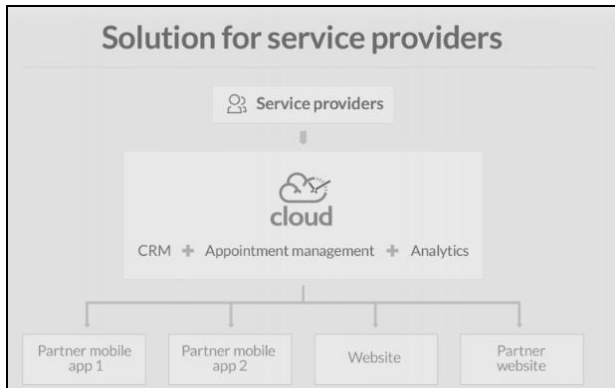 Solution for service providers
Service providers
cloud
CRM + Appointment management + Analytics
Partner mobile
app 1
Partner mobile
app 2
Website
Partner
website